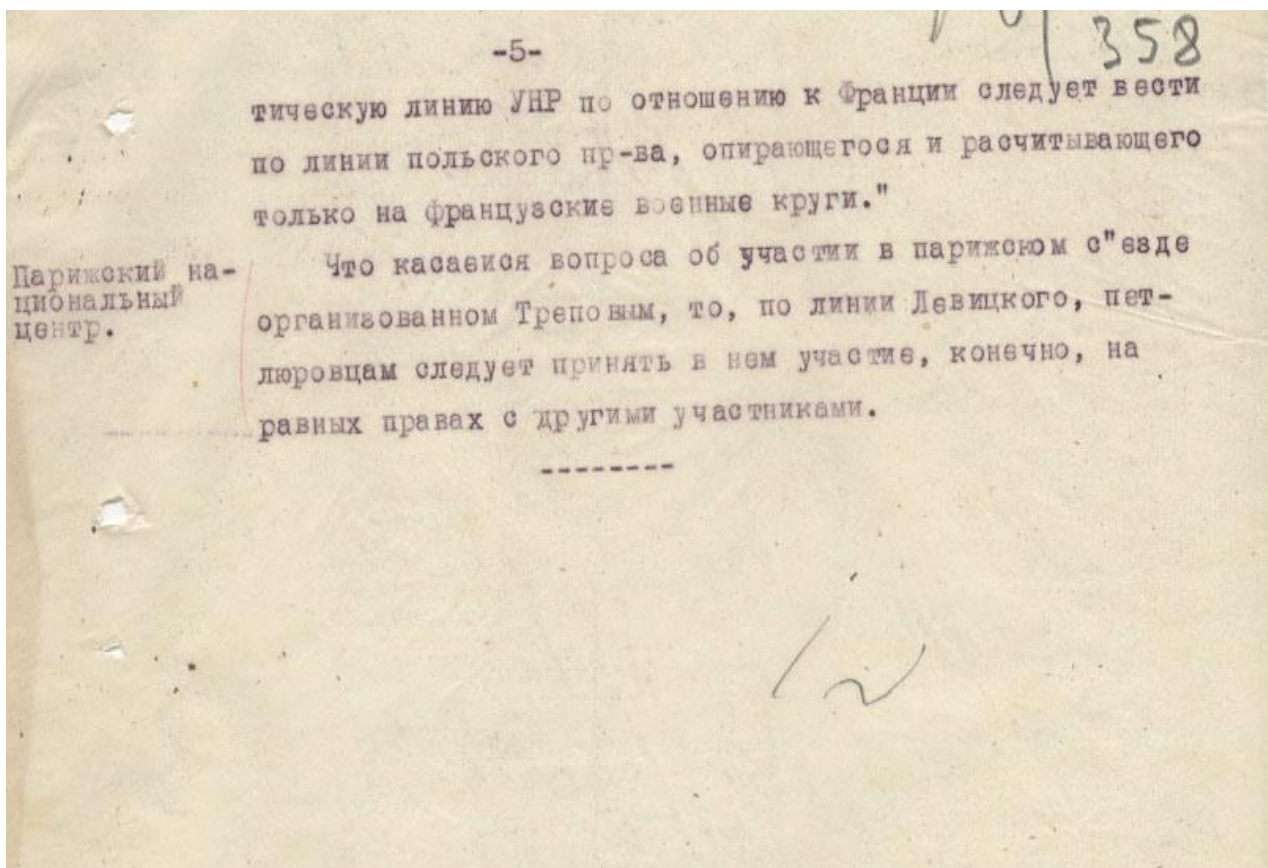 358
-5-
тическую линию УНР по отношению к Франции следует вести
по линии польского пр-ва, опирающегося и расчитывающего
только на французские военные круги."
Парижский на-
циональный
центр.
Что касаеися вопроса об участии в парижском с"езде
организованном Треповым, то, по линии Левицкого, пет-
люровцам следует принять в нем участие, конечно, на
равных правах с другими участниками.
--------